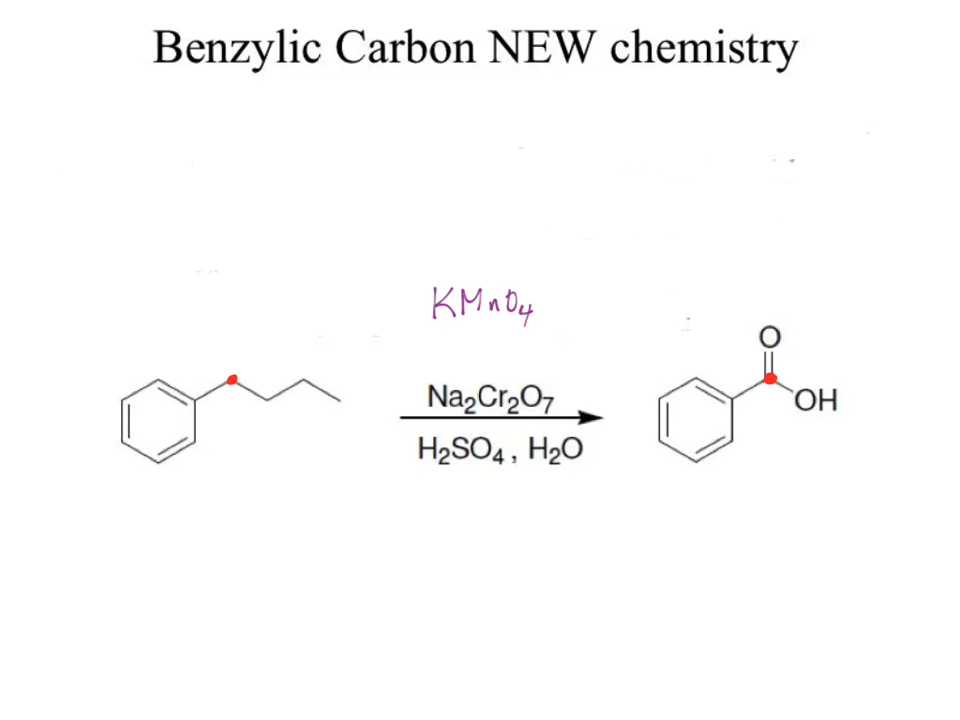 Benzylic Carbon NEW chemistry
KMnO4
O
Na₂Cr₂O₇
OH
H₂SO₄ , H₂O